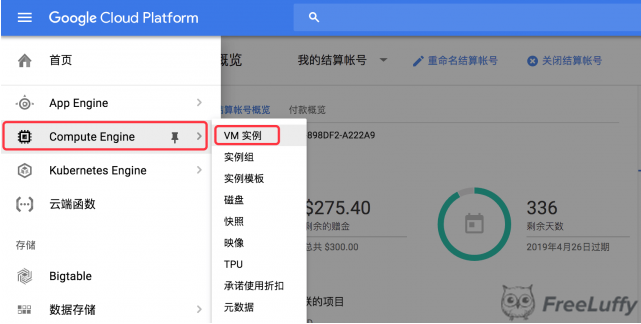 Google Cloud Platform
首页
概览
我的结算帐号
重命名结算帐号
关闭结算帐号
App Engine
结算帐号概览
付款概览
Compute Engine
VM 实例
898DF2-A222A9
Kubernetes Engine
实例组
实例模板
云端函数
磁盘
$275.40
336
快照
剩余的赠金
剩余天数
存储
映像
总共 $300.00
2019年4月26日过期
Bigtable
TPU
承诺使用折扣
数据存储
元数据
的项目
FreeLuffy